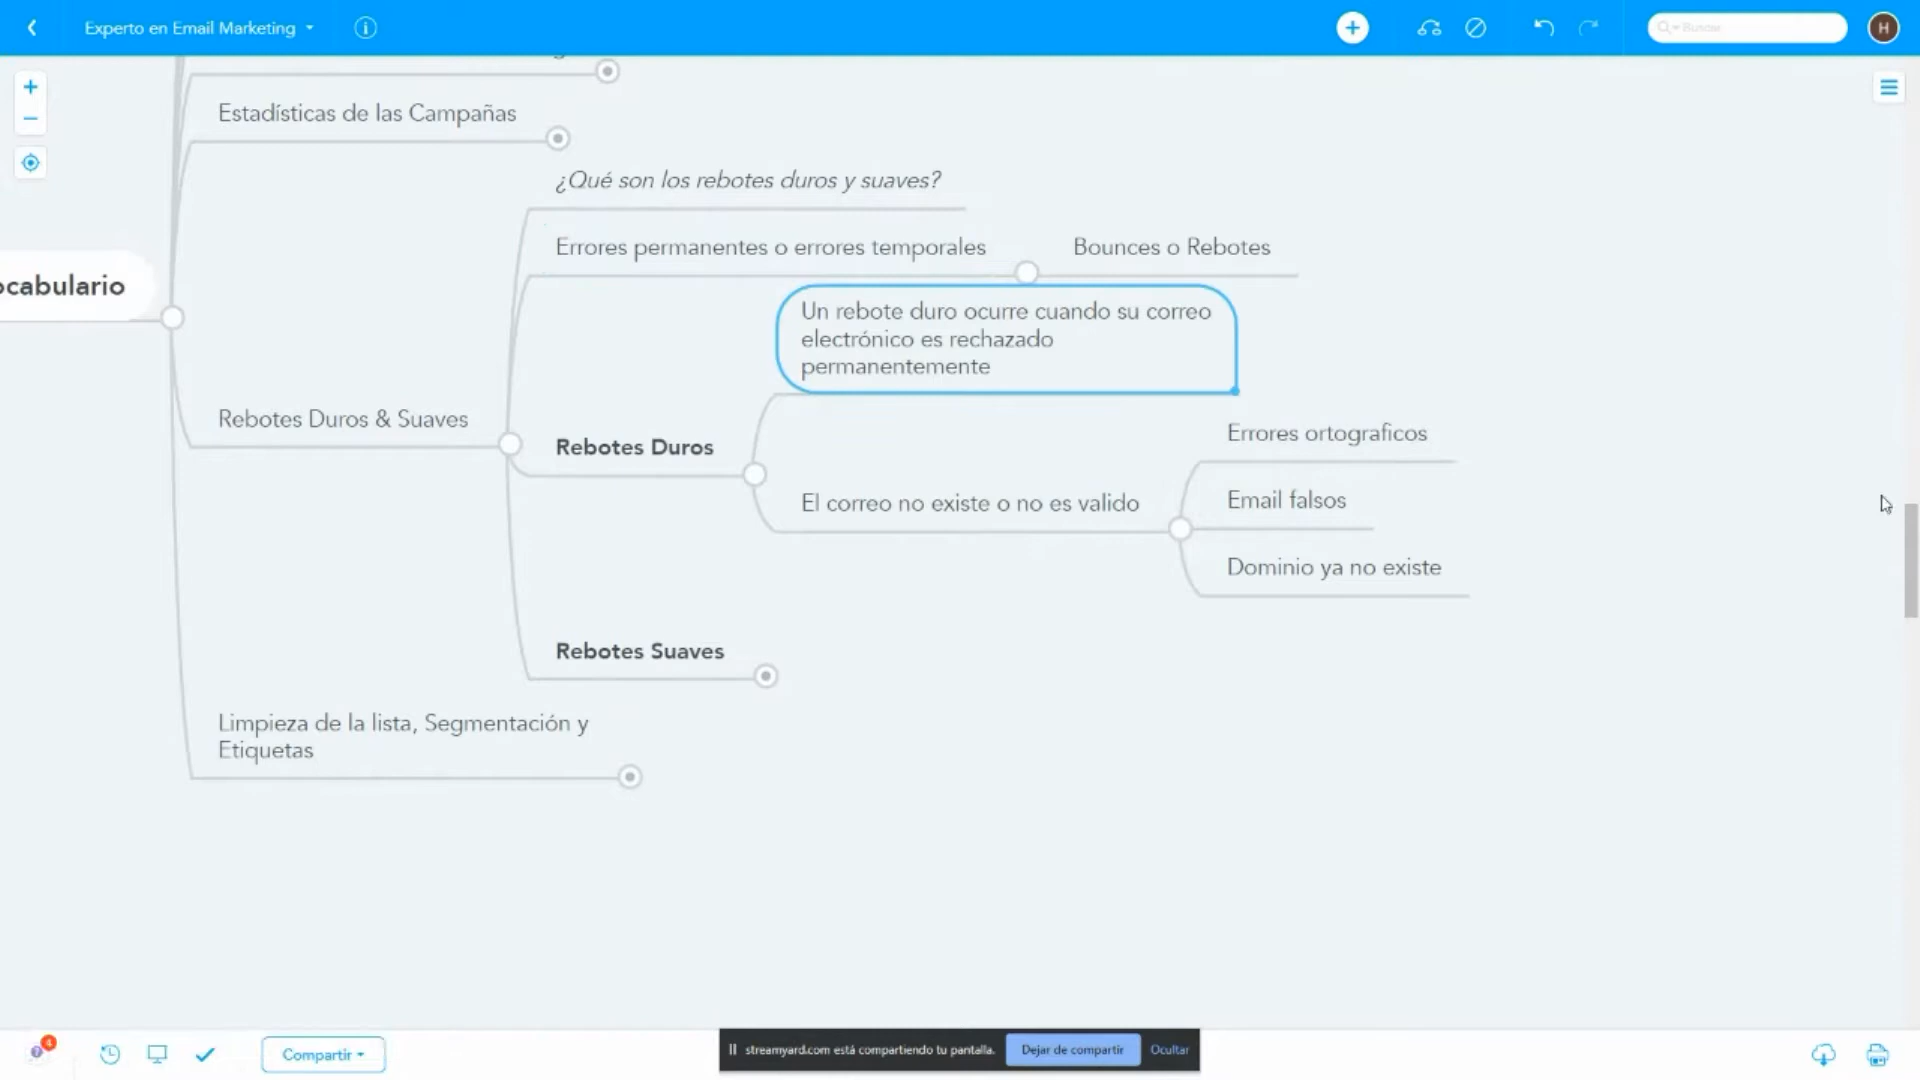 Experto en Email Marketing
Buscar
H
Estadísticas de las Campañas
¿Qué son los rebotes duros y suaves?
Errores permanentes o errores temporales
Bounces o Rebotes
ocabulario
Un rebote duro ocurre cuando su correo
electrónico es rechazado
permanentemente
Rebotes Duros & Suaves
Rebotes Duros
Errores ortograficos
El correo no existe o no es valido
Email falsos
Dominio ya no existe
Rebotes Suaves
Limpieza de la lista, Segmentación y
Etiquetas
4
Compartir
streamyard.com está compartiendo tu pantalla.
Dejar de compartir
Ocultar